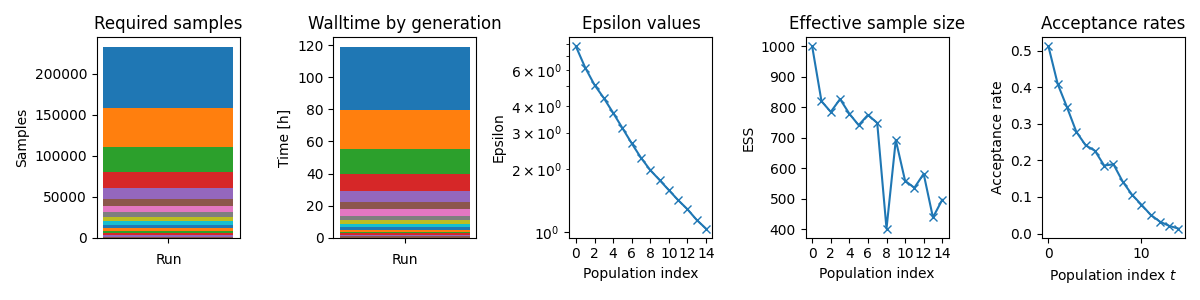 Required samples
Samples
200000
150000
100000
50000
0
Run
Walltime by generation
Time [h]
120
100
80
60
40
20
0
Run
Epsilon values
Epsilon
6 × 10⁰
4 × 10⁰
3 × 10⁰
2 × 10⁰
10⁰
0 2 4 6 8 10 12 14
Population index
Effective sample size
ESS
1000
900
800
700
600
500
400
0 2 4 6 8 10 12 14
Population index
Acceptance rates
Acceptance rate
0.5
0.4
0.3
0.2
0.1
0.0
0 10
Population index t